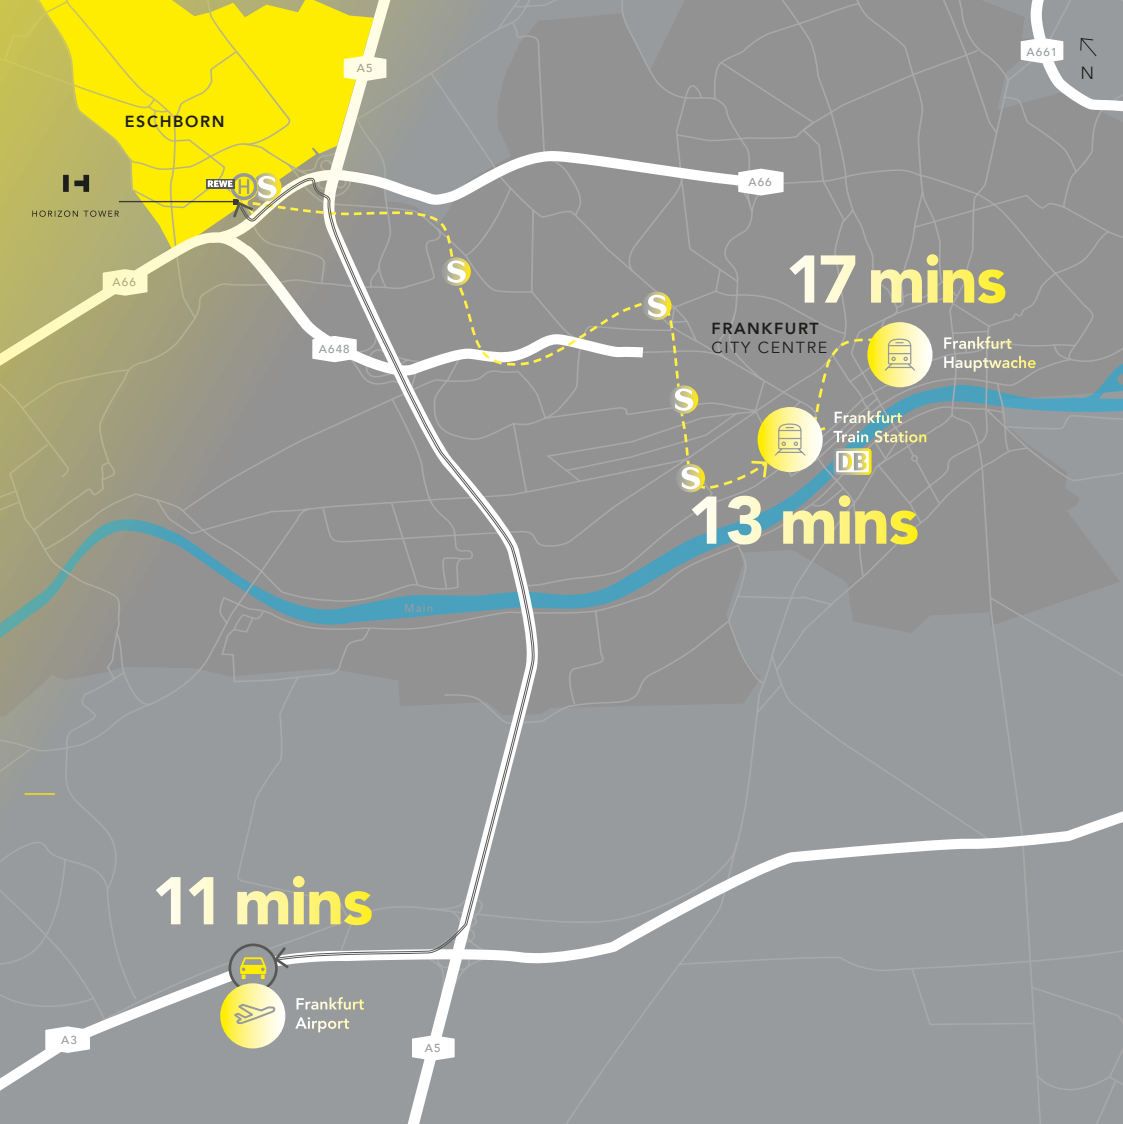 A5
A661
N
ESCHBORN
REWE
H
S
HORIZON TOWER
A66
A66
S
17 mins
S
FRANKFURT
CITY CENTRE
Frankfurt
Hauptwache
A648
S
Frankfurt
Train Station
DB
S
13 mins
Main
11 mins
Frankfurt
Airport
A3
A5